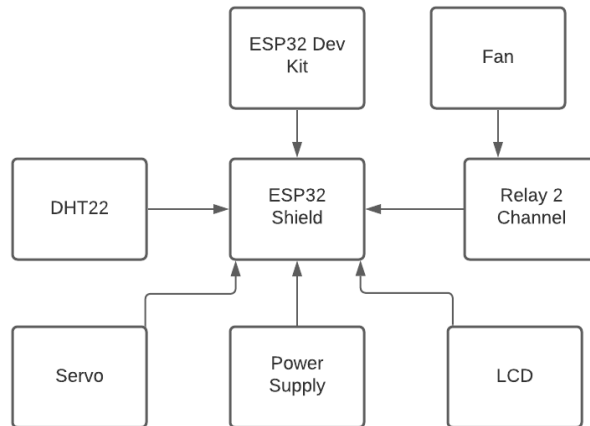 ESP32 Dev
Kit
Fan
DHT22
ESP32
Shield
Relay 2
Channel
Servo
Power
Supply
LCD